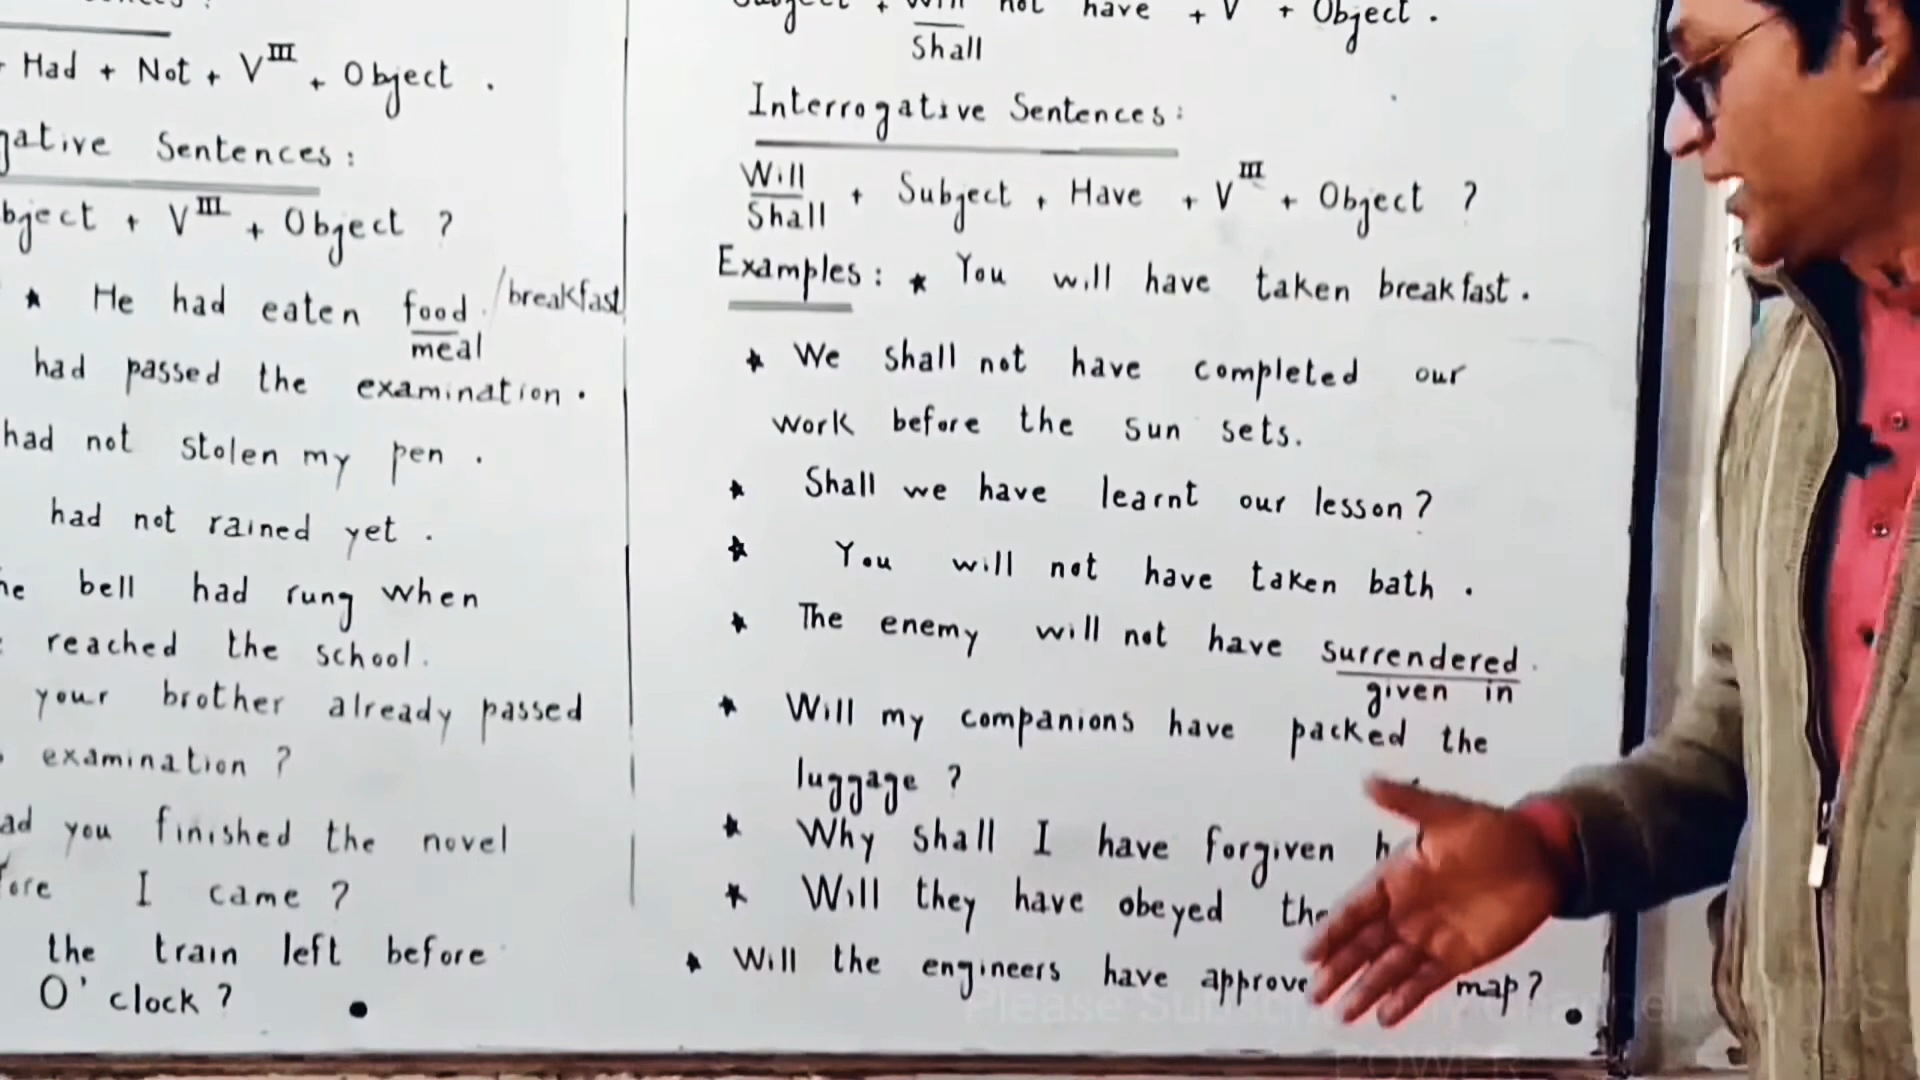 + Had + Not + V III + Object .
Sentences :
+ V III + Object ?
★ He had eaten food . / breakfast
meal
had passed the examination .
had not stolen my pen .
had not rained yet .
bell had rung when
reached the school .
your brother already passed
examination ?
you finished the novel
I came ?
the train left before
O' clock ?
not have + V + Object .
Shall
Interrogative Sentences :
Will
Shall + Subject + Have + V III + Object ?
Examples : ★ You will have taken breakfast .
★ We shall not have completed our
work before the sun sets .
★ Shall we have learnt our lesson ?
★ You will not have taken bath .
★ The enemy will not have surrendered .
given in
★ Will my companions have packed the
luggage ?
★ Why shall I have forgiven
★ Will they have obeyed
★ Will the engineers have map ?
Please
POWER